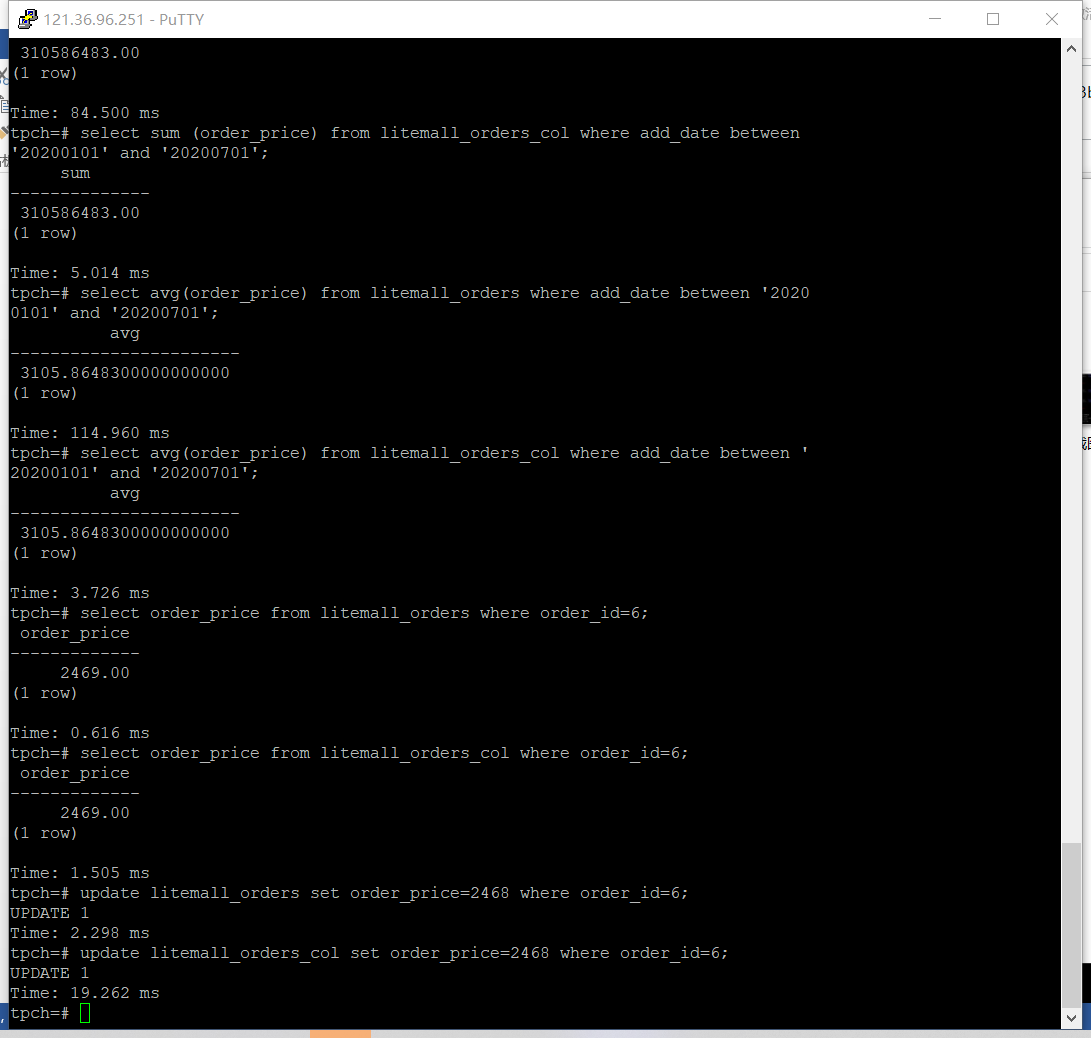 121.36.96.251 - PuTTY
310586483.00
(1 row)
Time: 84.500 ms
tpch=# select sum (order_price) from litemall_orders_col where add_date between
'20200101' and '20200701';
sum
--------------
310586483.00
(1 row)
Time: 5.014 ms
tpch=# select avg(order_price) from litemall_orders where add_date between '2020
0101' and '20200701';
avg
-----------------------
3105.8648300000000000
(1 row)
Time: 114.960 ms
tpch=# select avg(order_price) from litemall_orders_col where add_date between '
20200101' and '20200701';
avg
-----------------------
3105.8648300000000000
(1 row)
Time: 3.726 ms
tpch=# select order_price from litemall_orders where order_id=6;
order_price
-------------
2469.00
(1 row)
Time: 0.616 ms
tpch=# select order_price from litemall_orders_col where order_id=6;
order_price
-------------
2469.00
(1 row)
Time: 1.505 ms
tpch=# update litemall_orders set order_price=2468 where order_id=6;
UPDATE 1
Time: 2.298 ms
tpch=# update litemall_orders_col set order_price=2468 where order_id=6;
UPDATE 1
Time: 19.262 ms
tpch=#